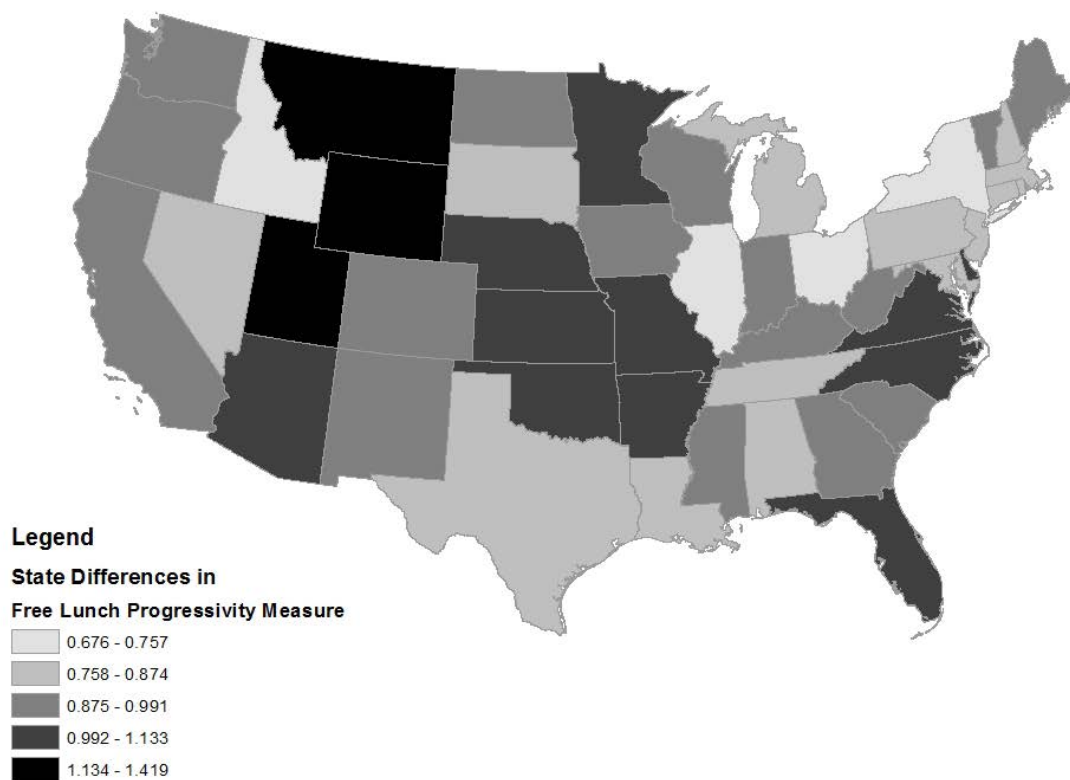 Legend
State Differences in
Free Lunch Progressivity Measure
0.676 - 0.757
0.758 - 0.874
0.875 - 0.991
0.992 - 1.133
1.134 - 1.419